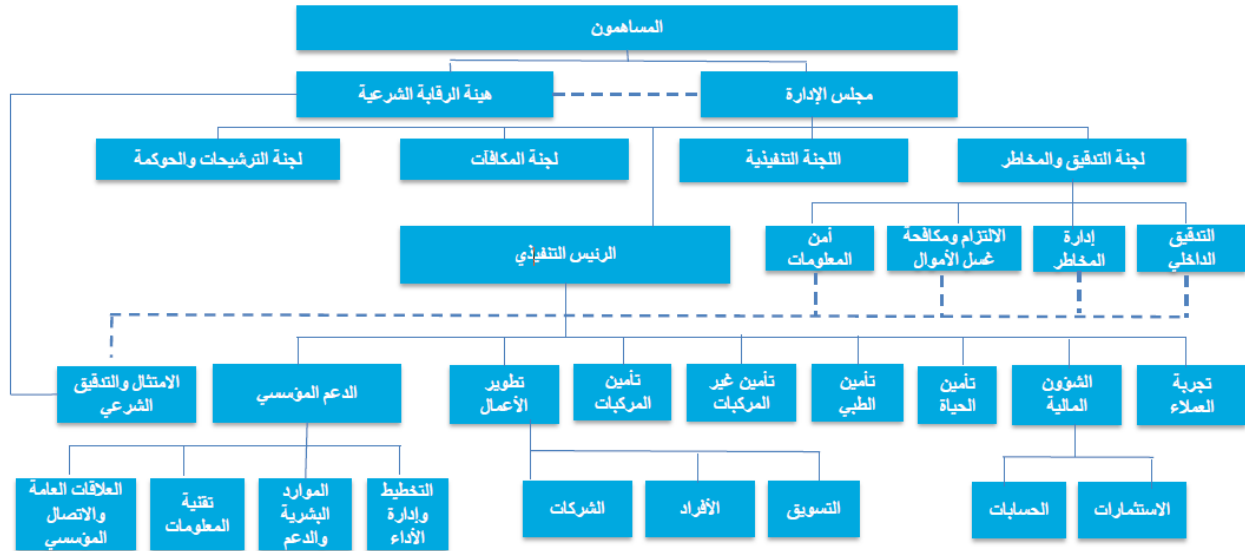 المساهمون
مجلس الإدارة
هيئة الرقابة الشرعية
لجنة التدقيق والمخاطر
اللجنة التنفيذية
لجنة المكافآت
لجنة الترشيحات والحوكمة
التدقيق
الداخلي
إدارة
المخاطر
الالتزام ومكافحة
غسل الأموال
أمن
المعلومات
الرئيس التنفيذي
تجربة
العملاء
الشؤون
المالية
تأمين
الحياة
تأمين
الطبي
تأمين غير
المركبات
تأمين
المركبات
تطوير
الأعمال
الدعم المؤسسي
الامتثال والتدقيق
الشرعي
الاستثمارات
الحسابات
التسويق
الأفراد
الشركات
التخطيط
وإدارة
الأداء
الموارد
البشرية
والدعم
تقنية
المعلومات
العلاقات العامة
والاتصال
المؤسسي